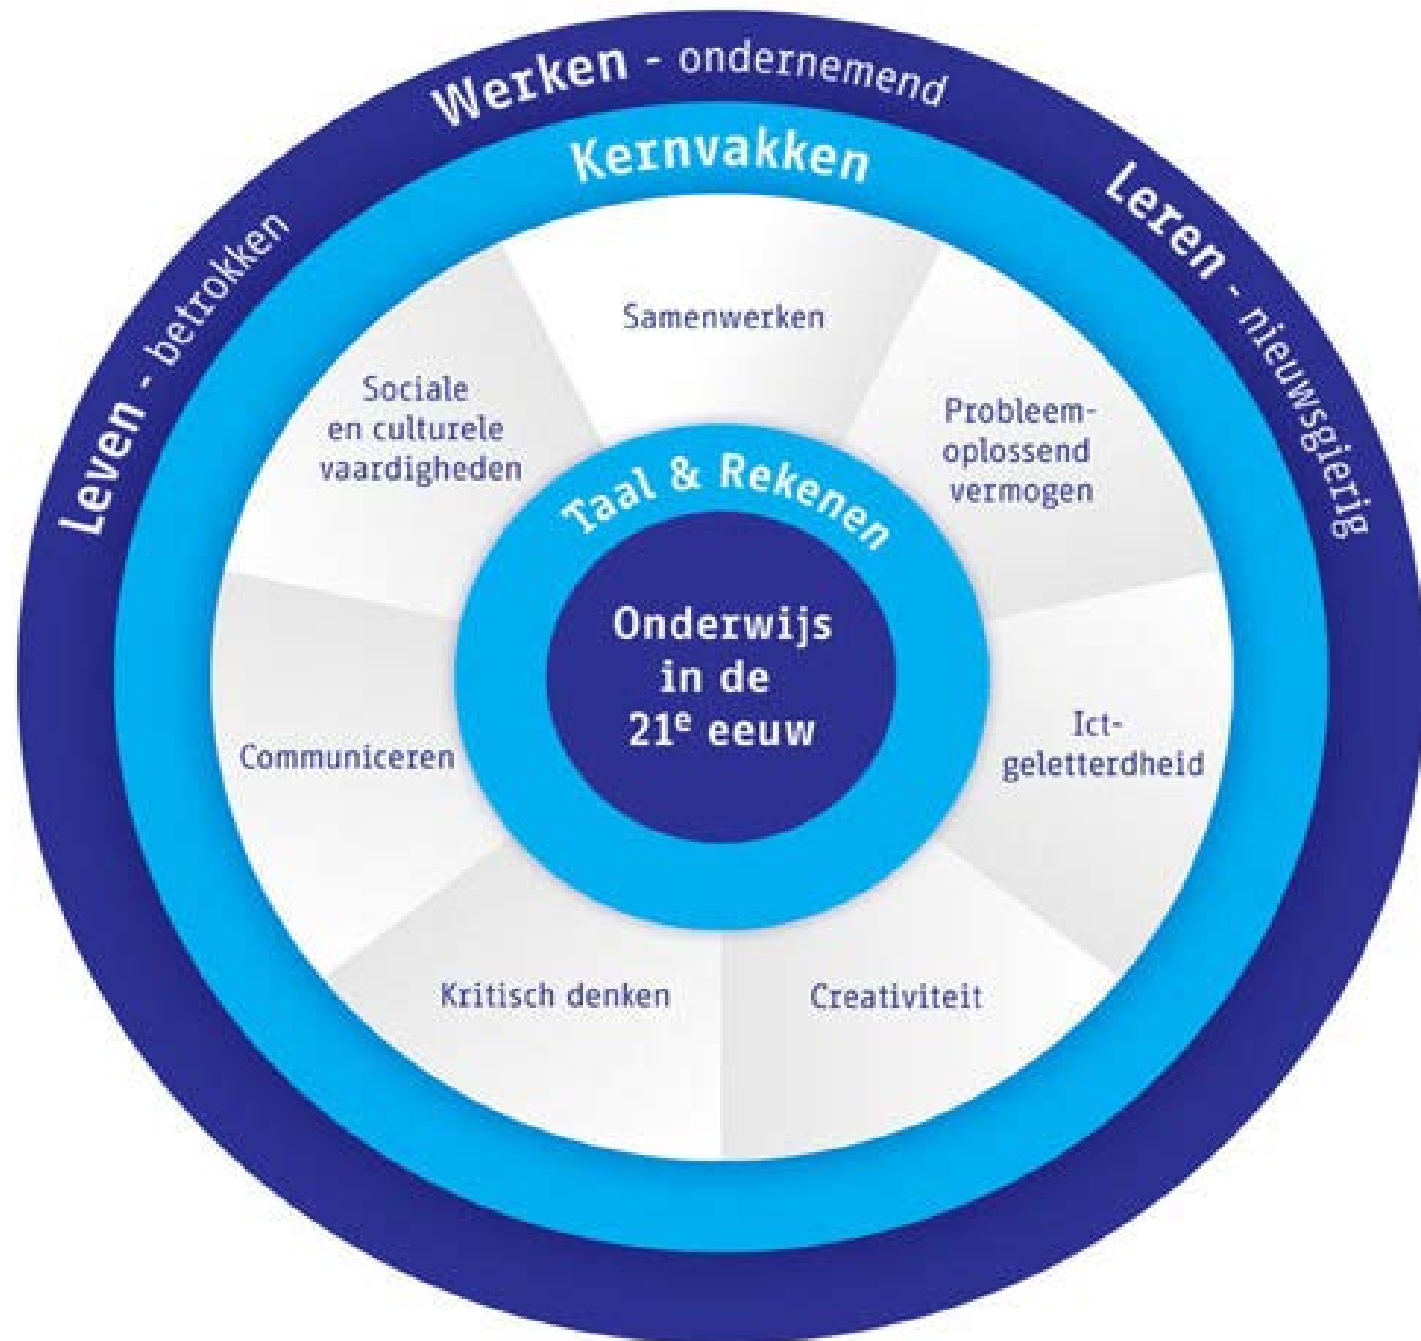 Werken - ondernemend
Leren - nieuwsgierig
Leven - betrokken
Kernvakken
Samenwerken
Probleem-
oplossend
vermogen
Ict-
geletterdheid
Creativiteit
Kritisch denken
Communiceren
Sociale
en culturele
vaardigheden
Taal & Rekenen
Onderwijs
in de
21e eeuw